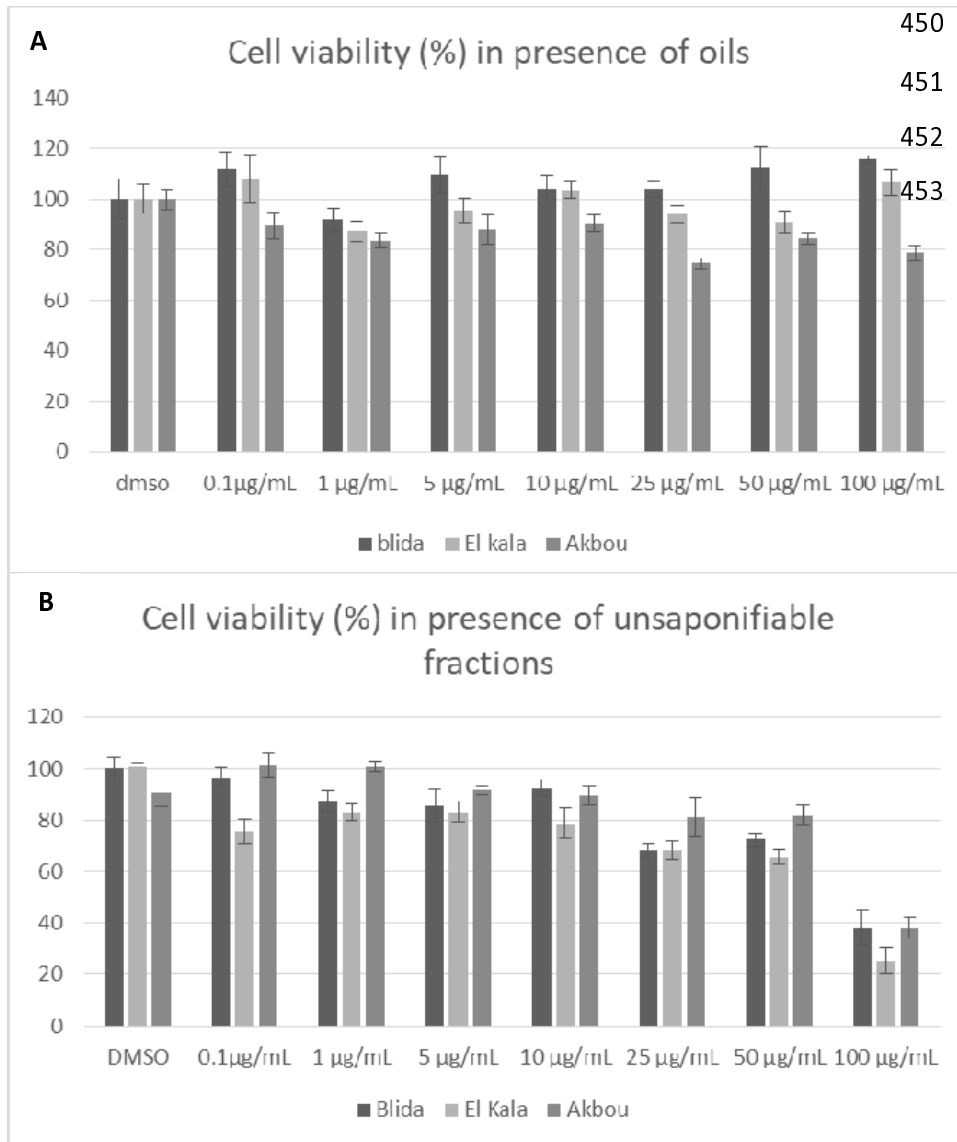 A
Cell viability (%) in presence of oils
450
451
452
453
140
120
100
80
60
40
20
0
dmso 0.1µg/mL 1 µg/mL 5 µg/mL 10 µg/mL 25 µg/mL 50 µg/mL 100 µg/mL
blida El kala Akbou
B
Cell viability (%) in presence of unsaponifiable
fractions
120
100
80
60
40
20
0
DMSO 0.1µg/mL 1 µg/mL 5 µg/mL 10 µg/mL 25 µg/mL 50 µg/mL 100 µg/mL
Blida El Kala Akbou